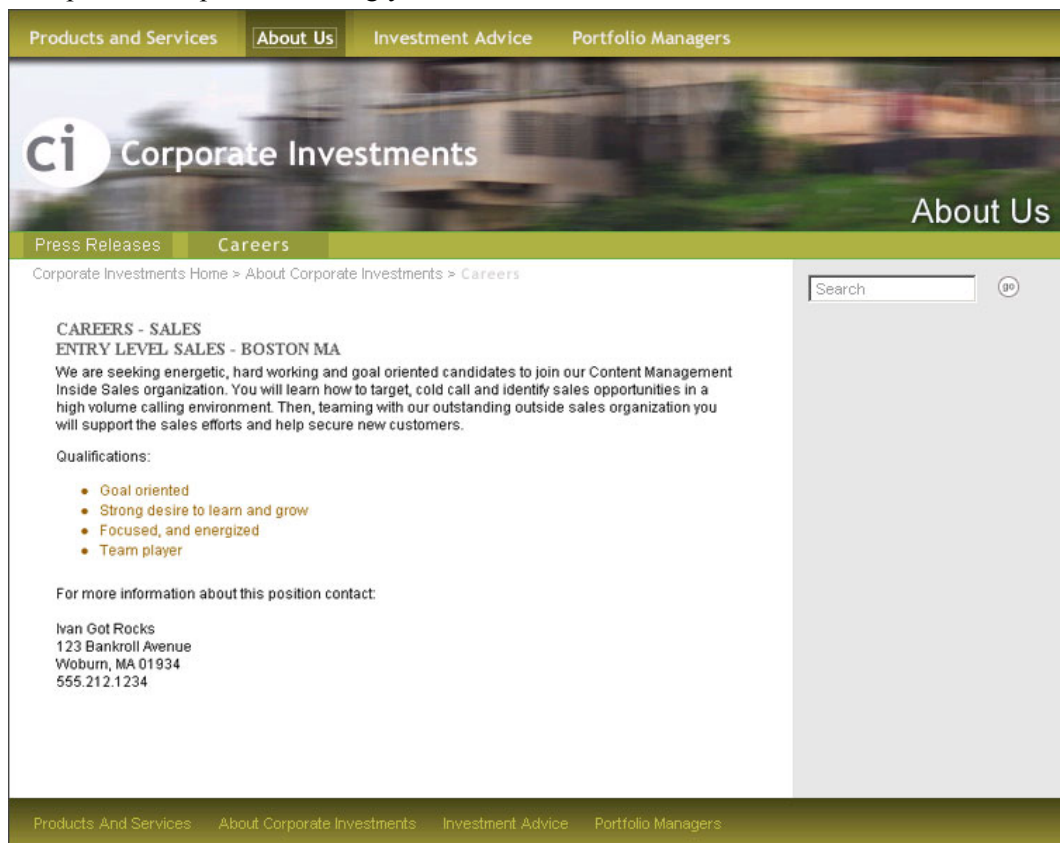 Products and Services About Us Investment Advice Portfolio Managers
ci Corporate Investments
About Us
Press Releases Careers
Corporate Investments Home > About Corporate Investments > Careers
Search go
CAREERS - SALES
ENTRY LEVEL SALES - BOSTON MA
We are seeking energetic, hard working and goal oriented candidates to join our Content Management
Inside Sales organization. You will learn how to target, cold call and identify sales opportunities in a
high volume calling environment. Then, teaming with our outstanding outside sales organization you
will support the sales efforts and help secure new customers.
Qualifications:
• Goal oriented
• Strong desire to learn and grow
• Focused, and energized
• Team player
For more information about this position contact:
Ivan Got Rocks
123 Bankroll Avenue
Woburn, MA 01934
555.212.1234
Products And Services About Corporate Investments Investment Advice Portfolio Managers